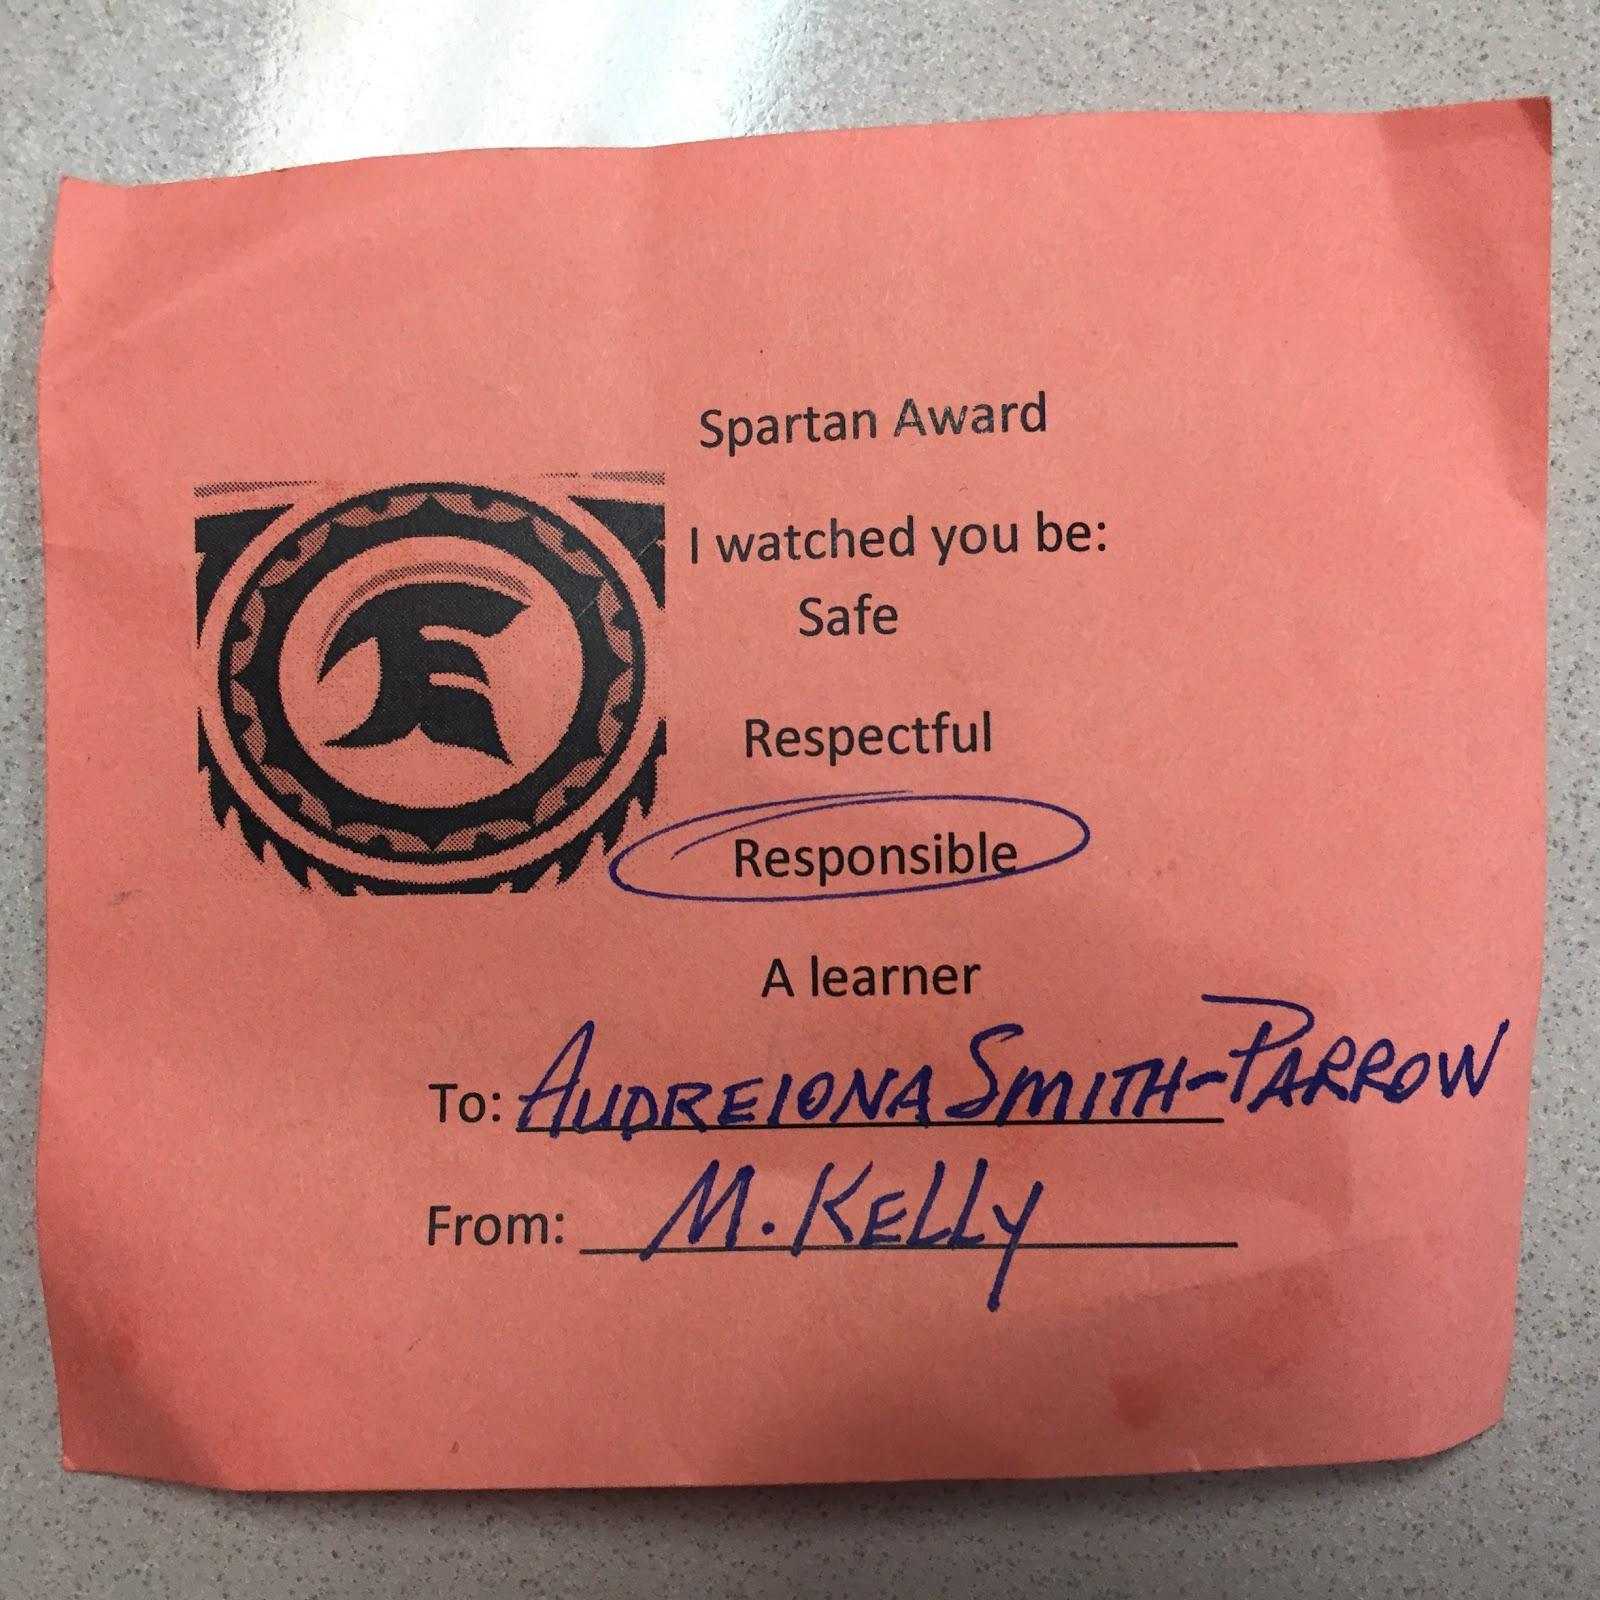 Spartan Award
I watched you be:
Safe
Respectful
Responsible
A learner
To: AUDREIONA SMITH-PARROW
From: M. KELLY